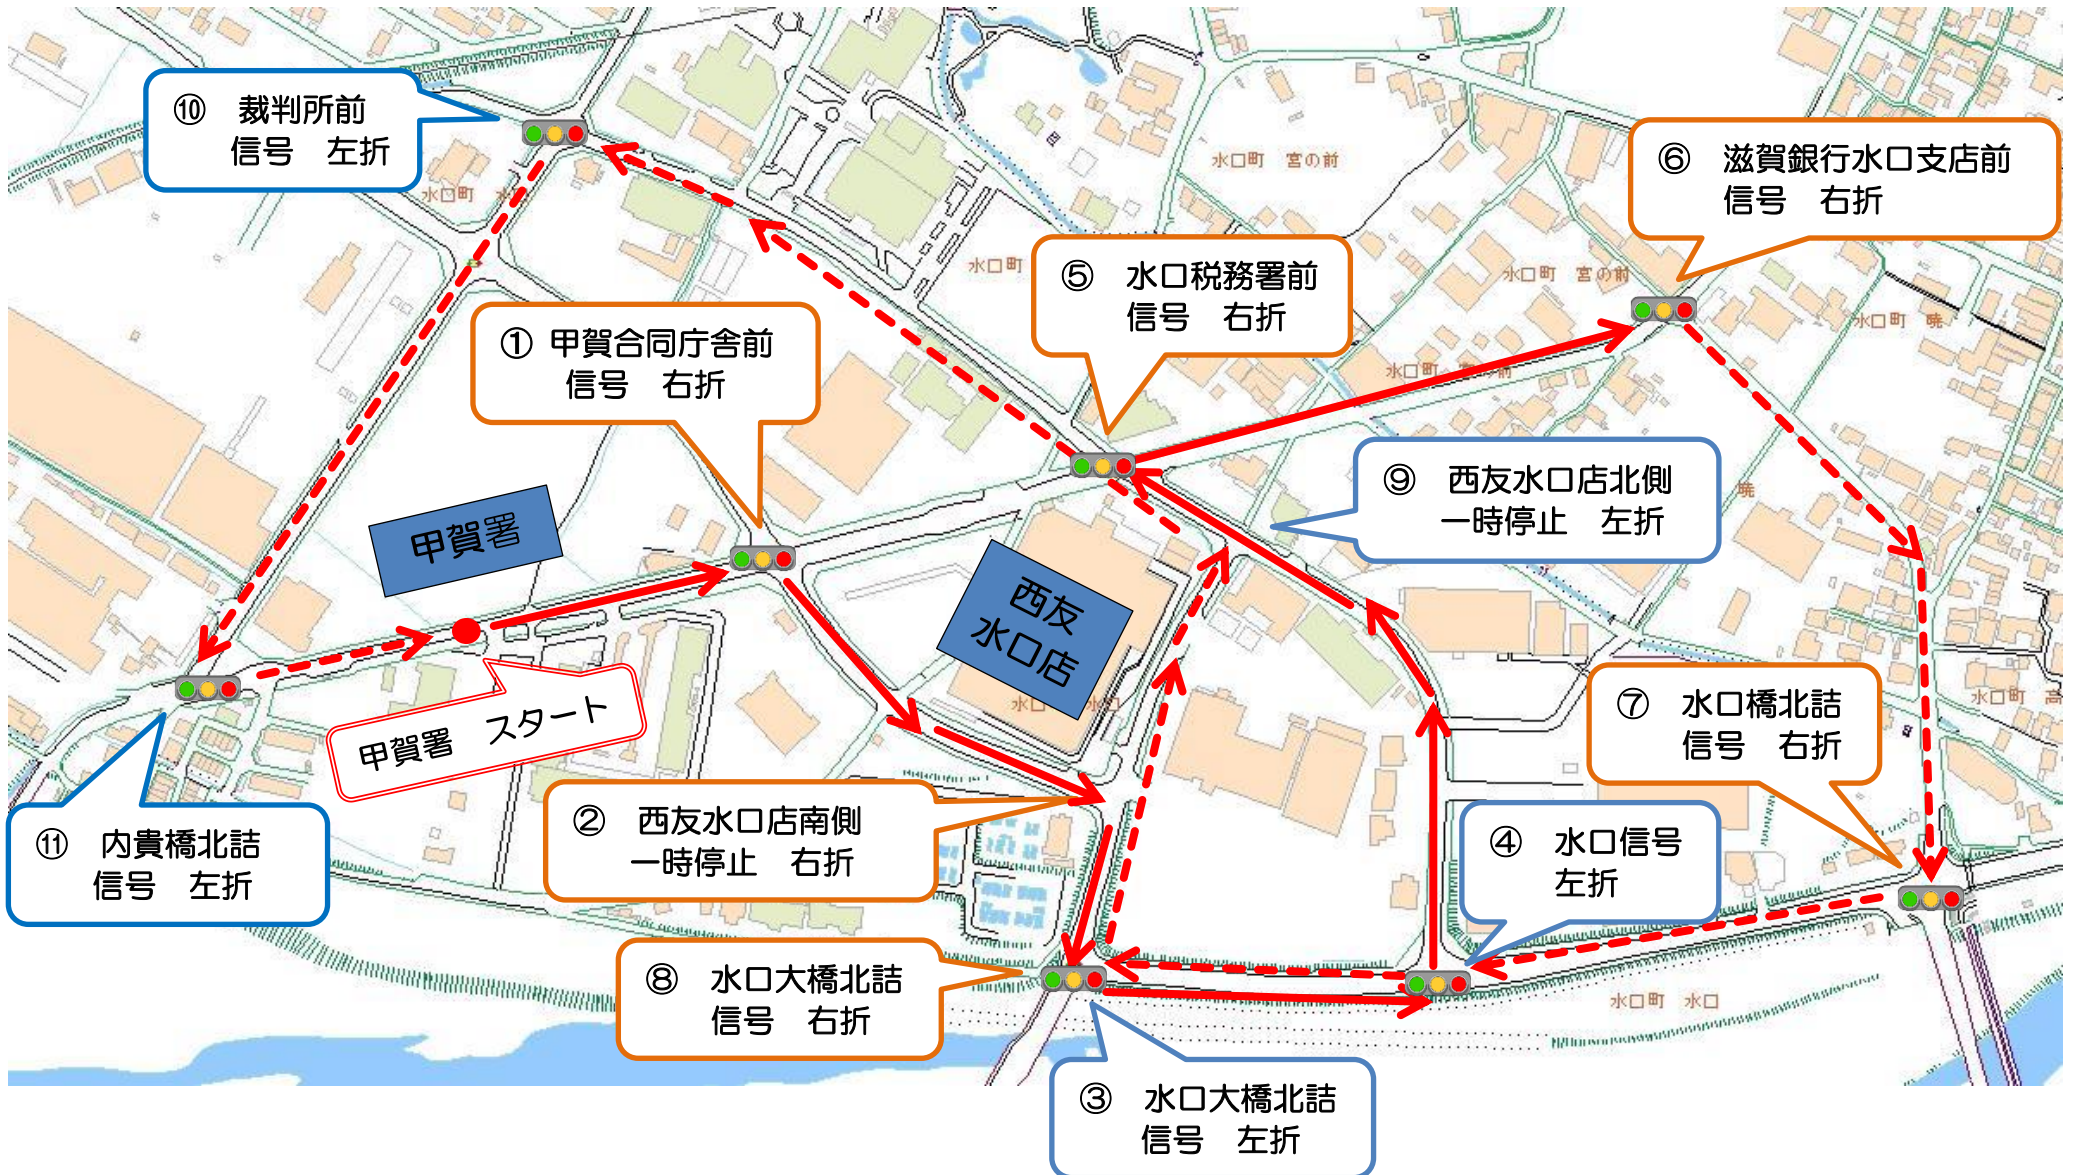 ⑩ 裁判所前
信号 左折
⑥ 滋賀銀行水口支店前
信号 右折
水口町 宮の前
水口町
⑤ 水口税務署前
信号 右折
水口町 宮の前
水口町
水口町 暁
① 甲賀合同庁舎前
信号 右折
水口町
⑨ 西友水口店北側
一時停止 左折
暁
甲賀署
西友
水口店
甲賀署 スタート
⑦ 水口橋北詰
信号 右折
水口町
② 西友水口店南側
一時停止 右折
④ 水口信号
左折
⑪ 内貴橋北詰
信号 左折
⑧ 水口大橋北詰
信号 右折
水口町 水口
③ 水口大橋北詰
信号 左折